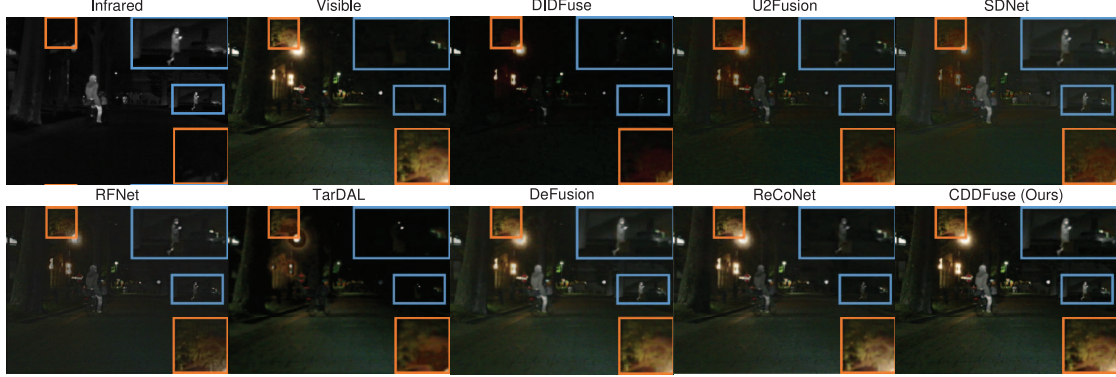 Infrared
Visible
DIDFuse
U2Fusion
SDNet
RFNet
TarDAL
DeFusion
ReCoNet
CDDFuse (Ours)